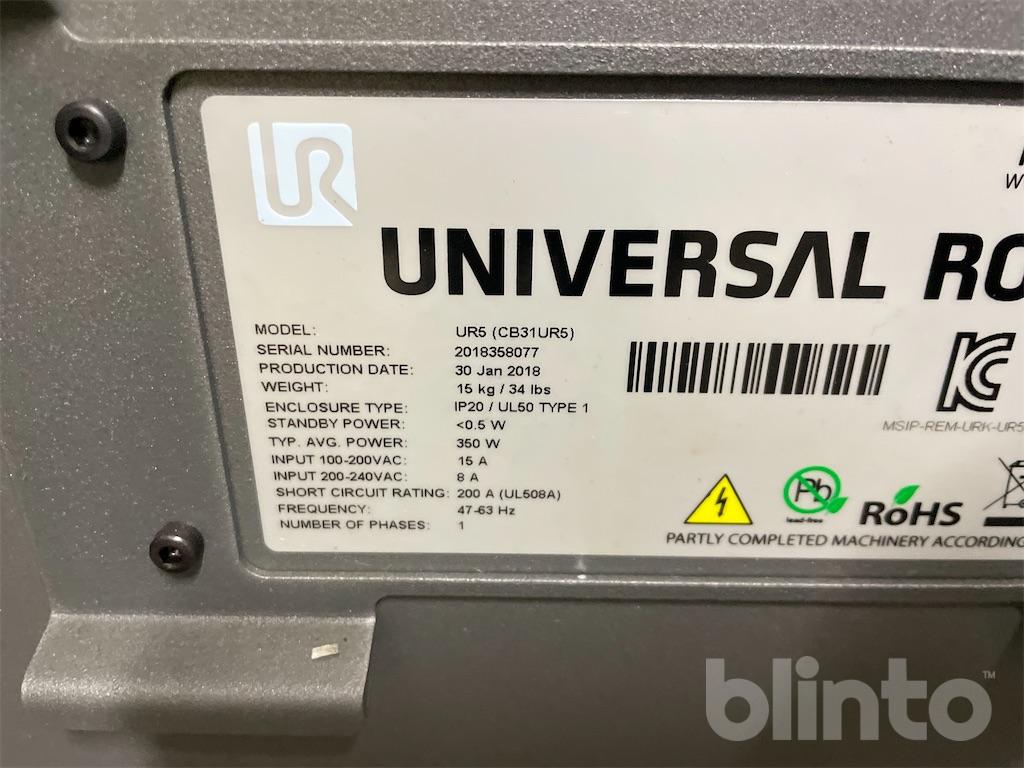 UR
UNIVERSAL RO
MODEL: UR5 (CB31UR5)
SERIAL NUMBER: 2018358077
PRODUCTION DATE: 30 Jan 2018
WEIGHT: 15 kg / 34 lbs
ENCLOSURE TYPE: IP20 / UL50 TYPE 1
STANDBY POWER: <0.5 W
TYP. AVG. POWER: 350 W
INPUT 100-200VAC: 15 A
INPUT 200-240VAC: 8 A
SHORT CIRCUIT RATING: 200 A (UL508A)
FREQUENCY: 47-63 Hz
NUMBER OF PHASES: 1
MSIP-REM-URK-UR5
Pb
lead-free
RoHS
PARTLY COMPLETED MACHINERY ACCORDING
blinto™